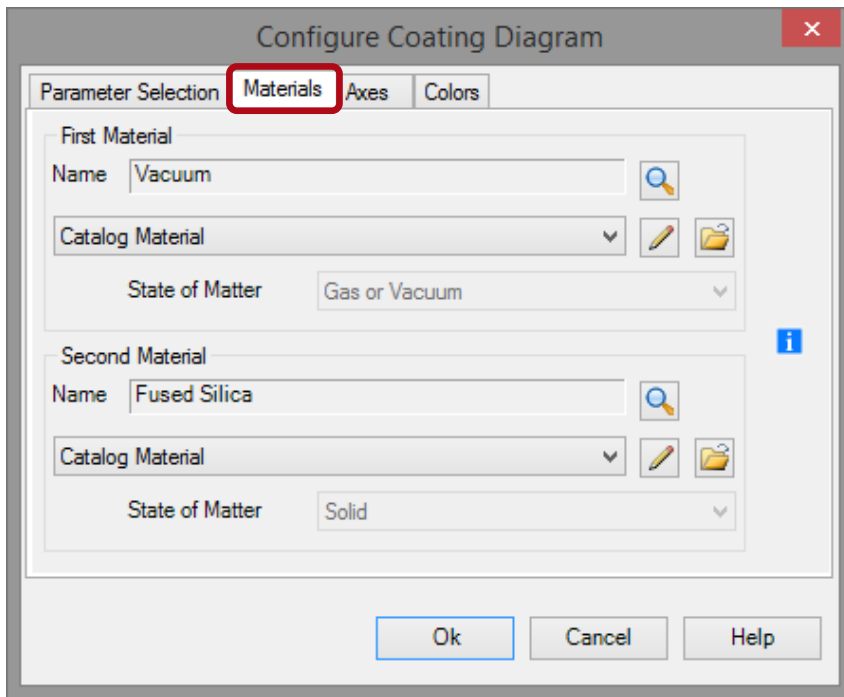 Configure Coating Diagram
Parameter Selection Materials Axes Colors
First Material
Name Vacuum
Catalog Material
State of Matter Gas or Vacuum
Second Material
Name Fused Silica
Catalog Material
State of Matter Solid
Ok Cancel Help